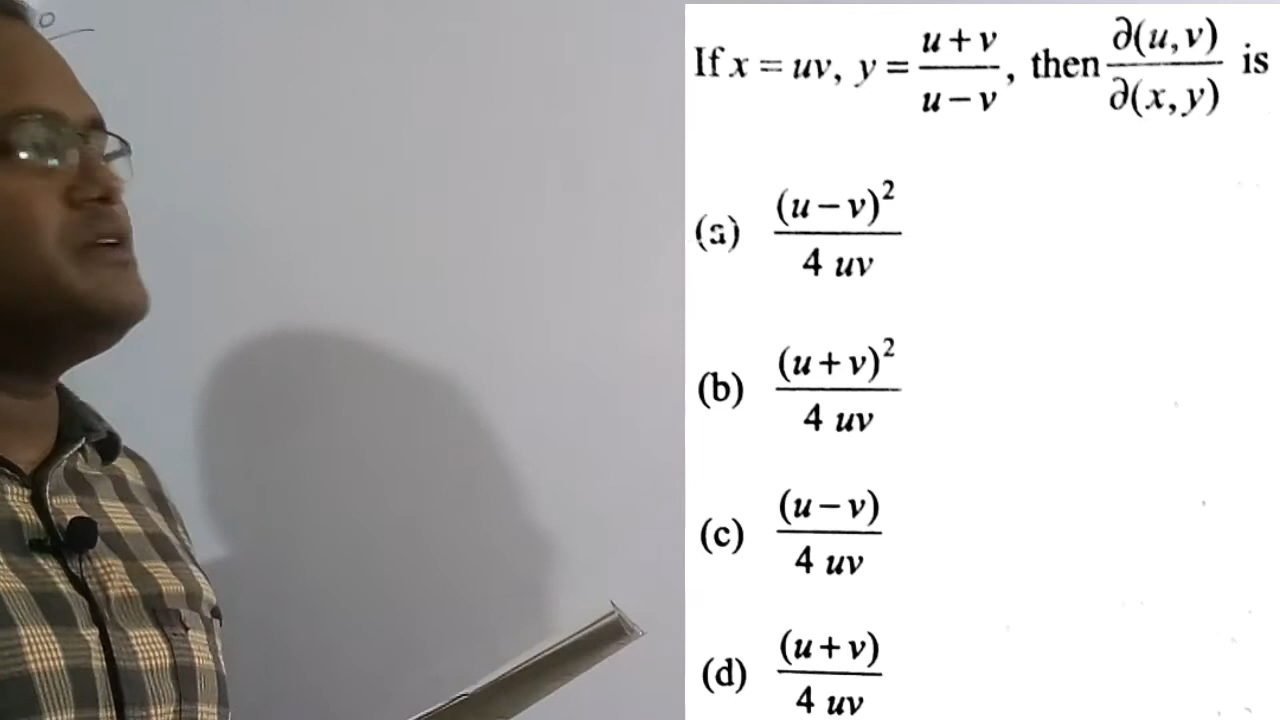 If x = uv, y = (u + v)/(u − v), then ∂(u, v)/∂(x, y) is
(a) (u − v)²/4 uv
(b) (u + v)²/4 uv
(c) (u − v)/4 uv
(d) (u + v)/4 uv